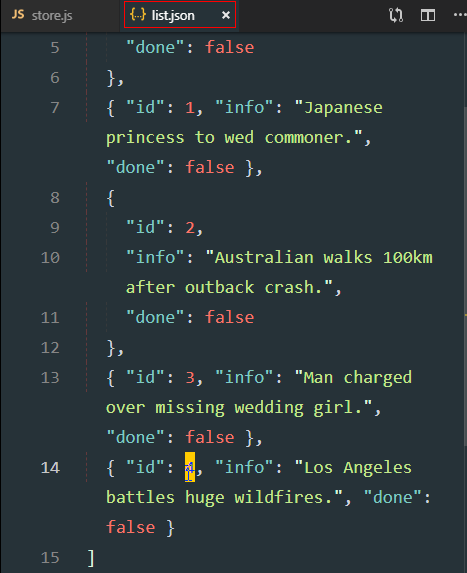 JS store.js {..} list.json ×
5 "done": false
6 },
7 { "id": 1, "info": "Japanese
princess to wed commoner.",
"done": false },
8 {
9 "id": 2,
10 "info": "Australian walks 100km
after outback crash.",
11 "done": false
12 },
13 { "id": 3, "info": "Man charged
over missing wedding girl.",
"done": false },
14 { "id": 4, "info": "Los Angeles
battles huge wildfires.", "done":
false }
15 ]